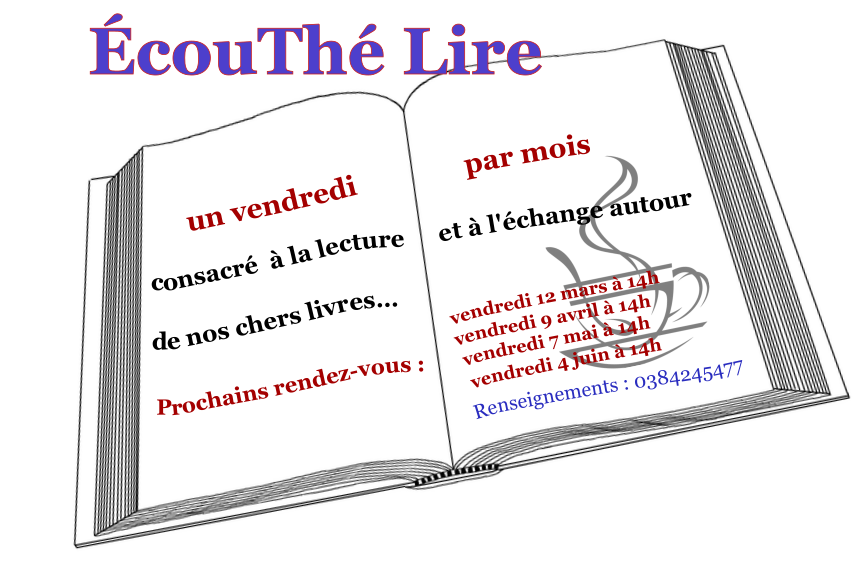 ÉcouThé Lire
un vendredi
par mois
consacré à la lecture
et à l'échange autour
de nos chers livres...
Prochains rendez-vous :
vendredi 12 mars à 14h
vendredi 9 avril à 14h
vendredi 7 mai à 14h
vendredi 4 juin à 14h
Renseignements : 0384245477